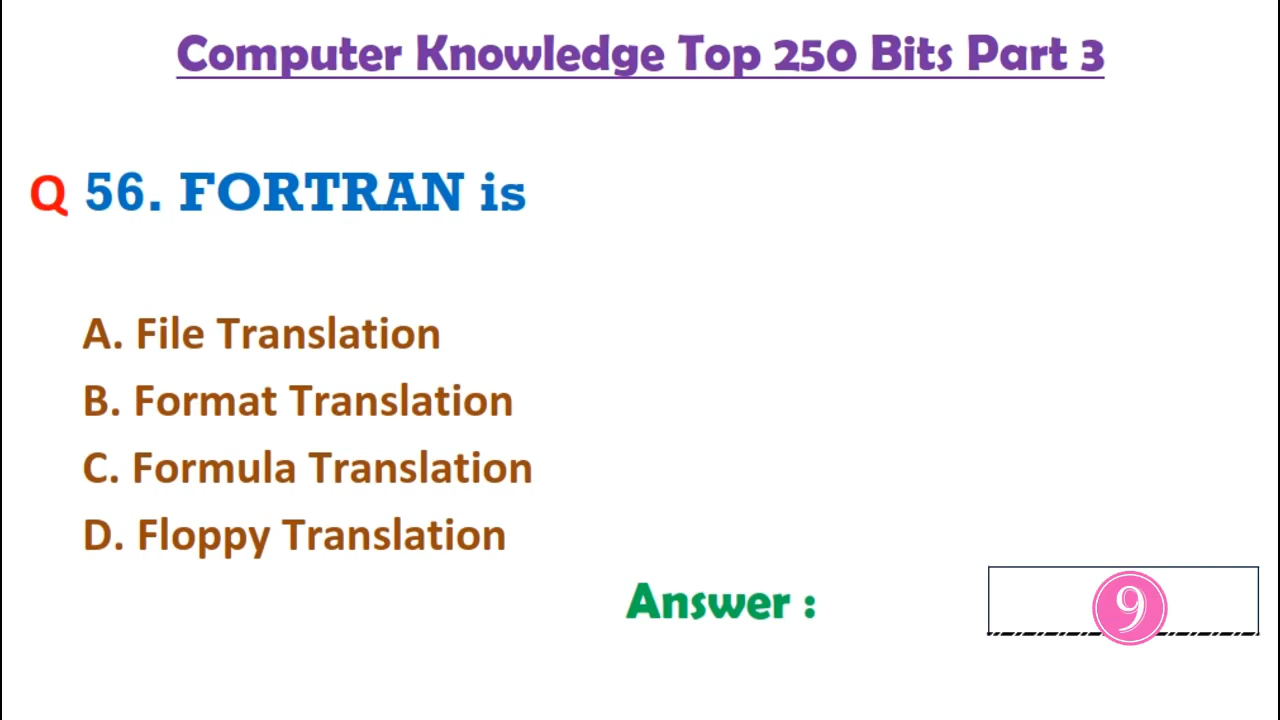 Computer Knowledge Top 250 Bits Part 3
Q 56. FORTRAN is
A. File Translation
B. Format Translation
C. Formula Translation
D. Floppy Translation
Answer :
9